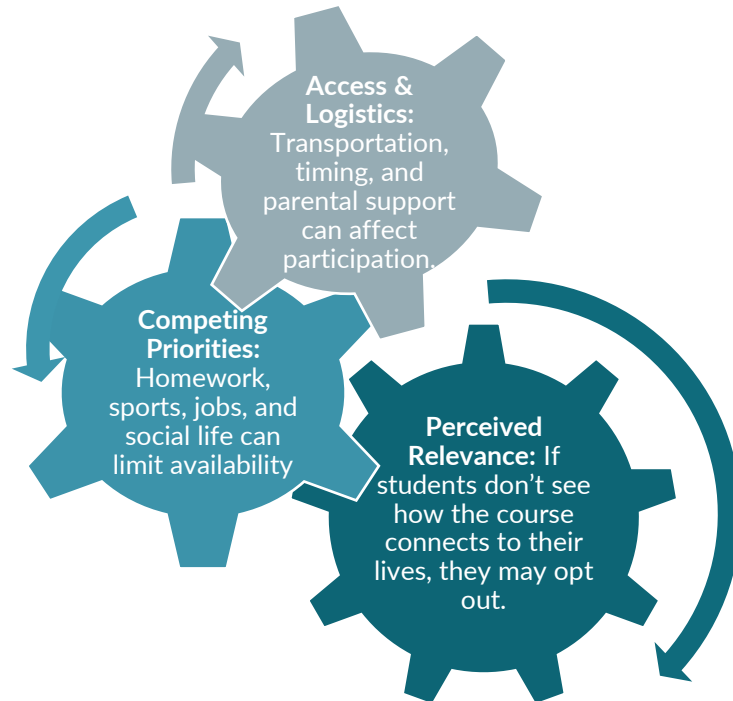 Access &
Logistics:
Transportation,
timing, and
parental support
can affect
participation.
Competing
Priorities:
Homework,
sports, jobs, and
social life can
limit availability
Perceived
Relevance: If
students don’t see
how the course
connects to their
lives, they may opt
out.